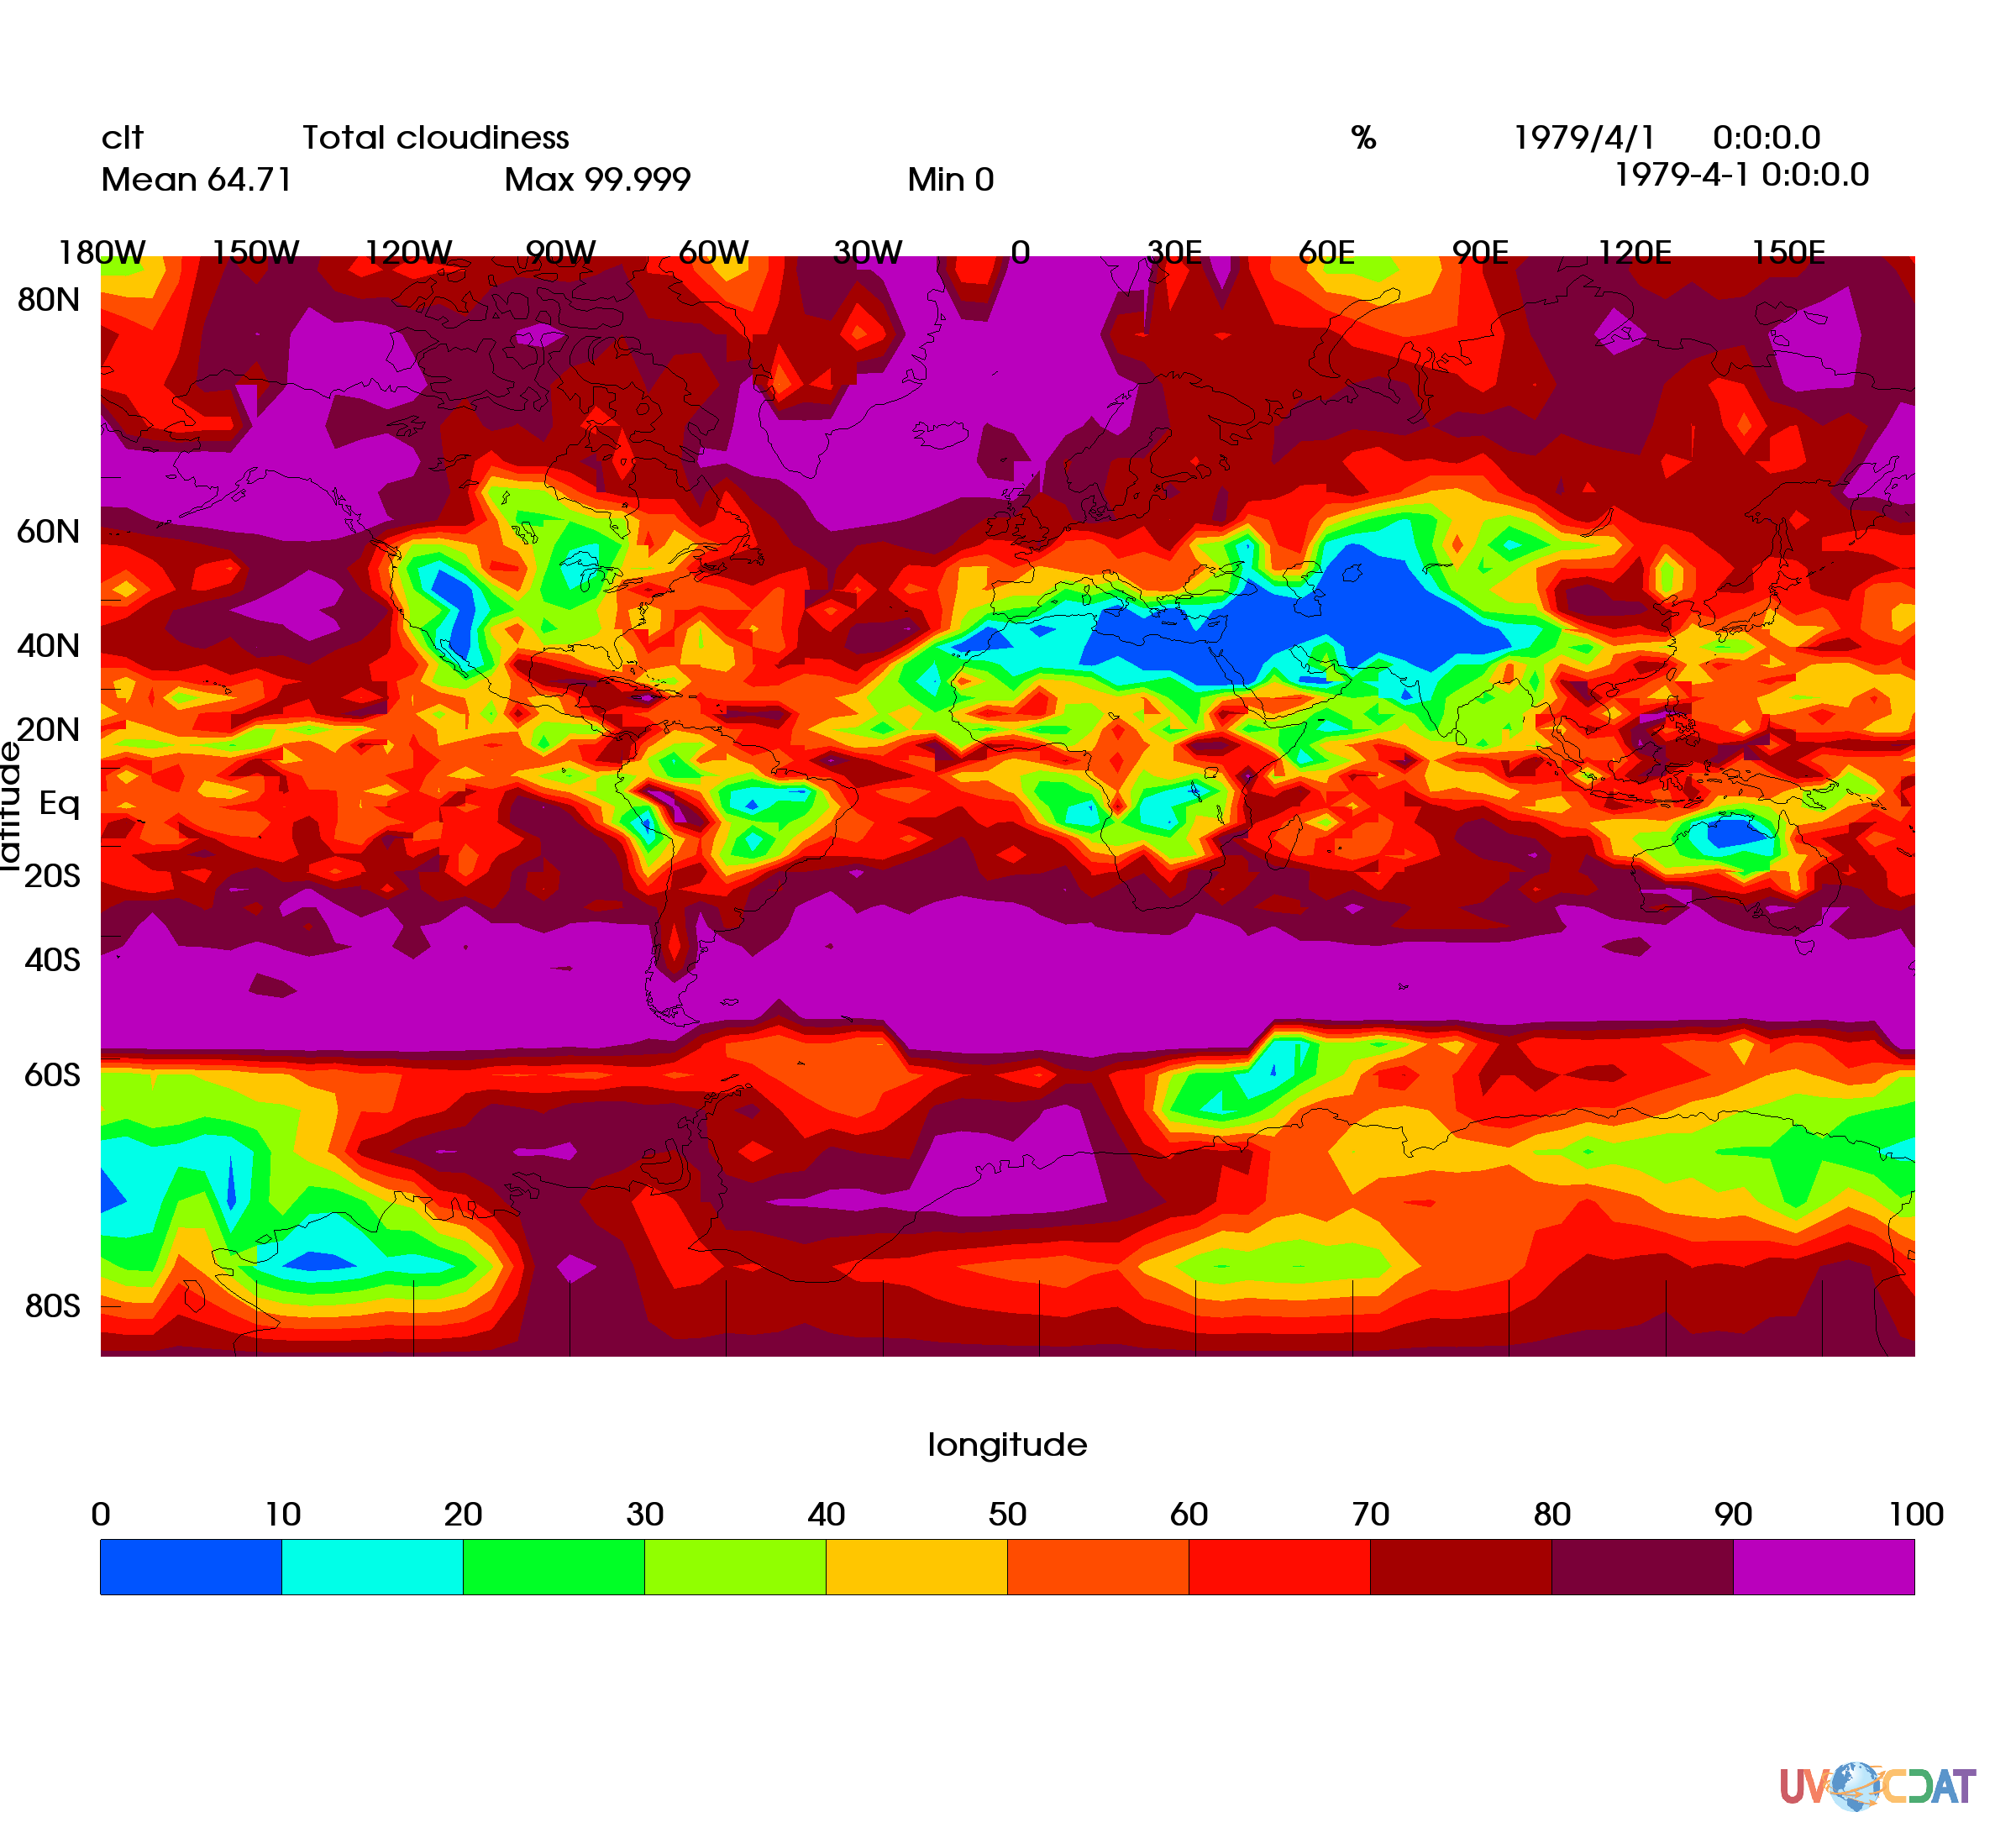 clt Total cloudiness % 1979/4/1 0:0:0.0
Mean 64.71 Max 99.999 Min 0 1979-4-1 0:0:0.0
180W 150W 120W 90W 60W 30W 0 30E 60E 90E 120E 150E
80N
60N
40N
20N
latitude
Eq
20S
40S
60S
80S
longitude
0 10 20 30 40 50 60 70 80 90 100
UV CDAT